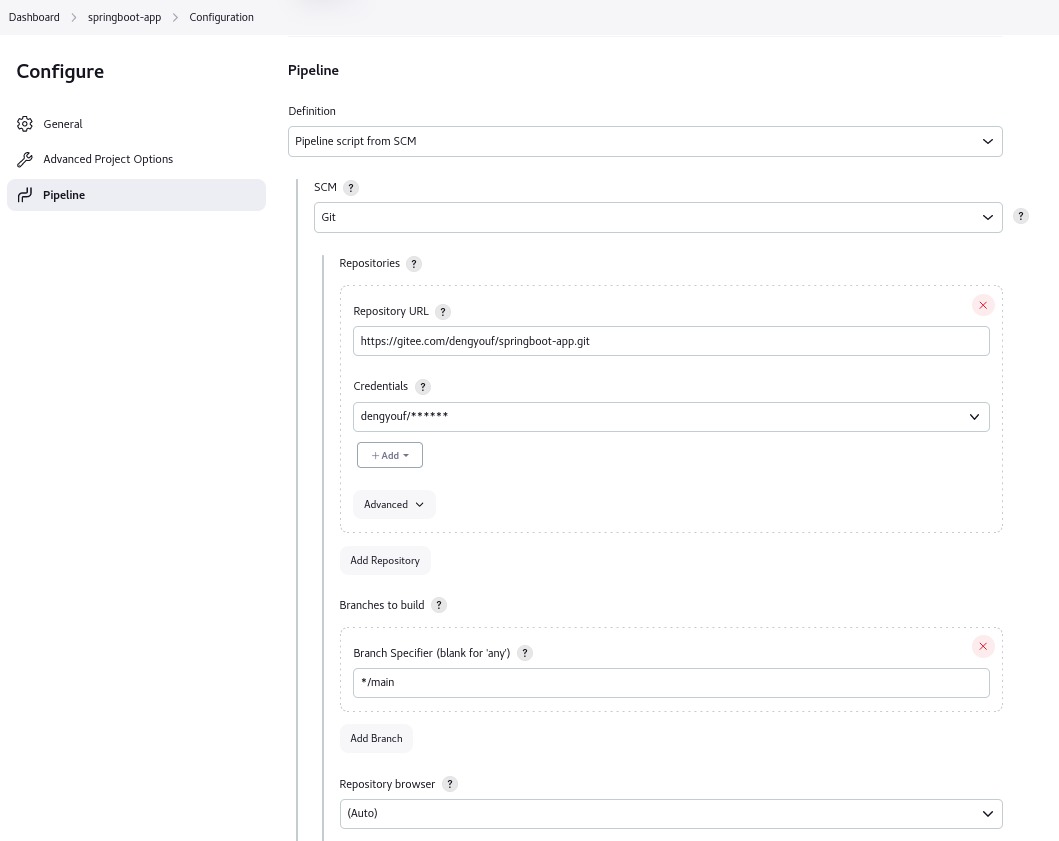 Dashboard > springboot-app > Configuration
Configure
General
Advanced Project Options
Pipeline
Pipeline
Definition
Pipeline script from SCM
SCM ?
Git
?
Repositories ?
Repository URL ?
https://gitee.com/dengyouf/springboot-app.git
Credentials ?
dengyouf/******
+ Add
Advanced
Add Repository
Branches to build ?
Branch Specifier (blank for 'any') ?
*/main
Add Branch
Repository browser ?
(Auto)